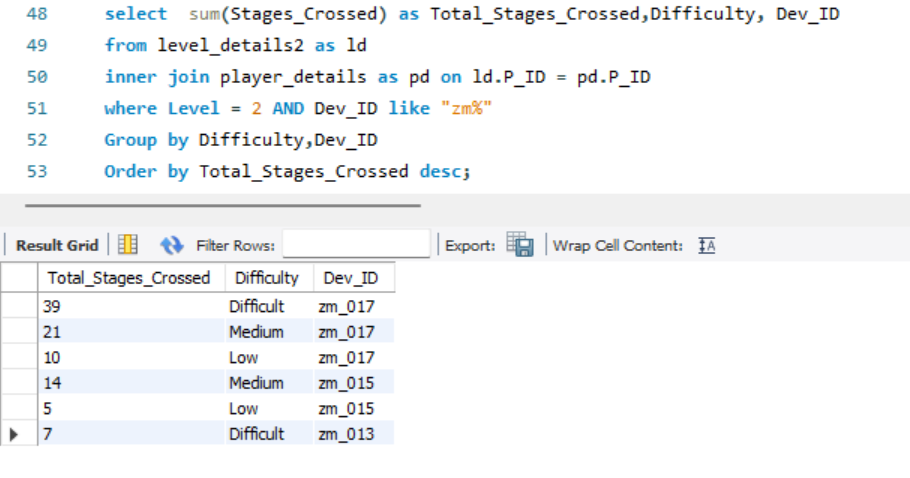 48 select sum(Stages_Crossed) as Total_Stages_Crossed,Difficulty, Dev_ID
49 from level_details2 as ld
50 inner join player_details as pd on ld.P_ID = pd.P_ID
51 where Level = 2 AND Dev_ID like "zm%"
52 Group by Difficulty,Dev_ID
53 Order by Total_Stages_Crossed desc;
Result Grid Filter Rows: Export: Wrap Cell Content: IA
Total_Stages_Crossed Difficulty Dev_ID
39 Difficult zm_017
21 Medium zm_017
10 Low zm_017
14 Medium zm_015
5 Low zm_015
7 Difficult zm_013